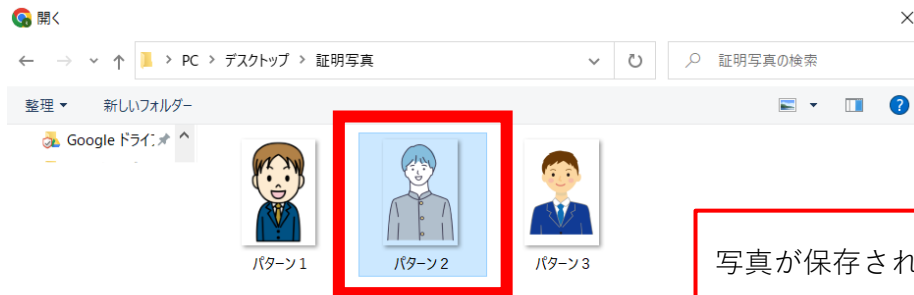 開く
PC > デスクトップ > 証明写真
証明写真の検索
整理 新しいフォルダー
Google ドライ
パターン 1
パターン 2
パターン 3
写真が保存され